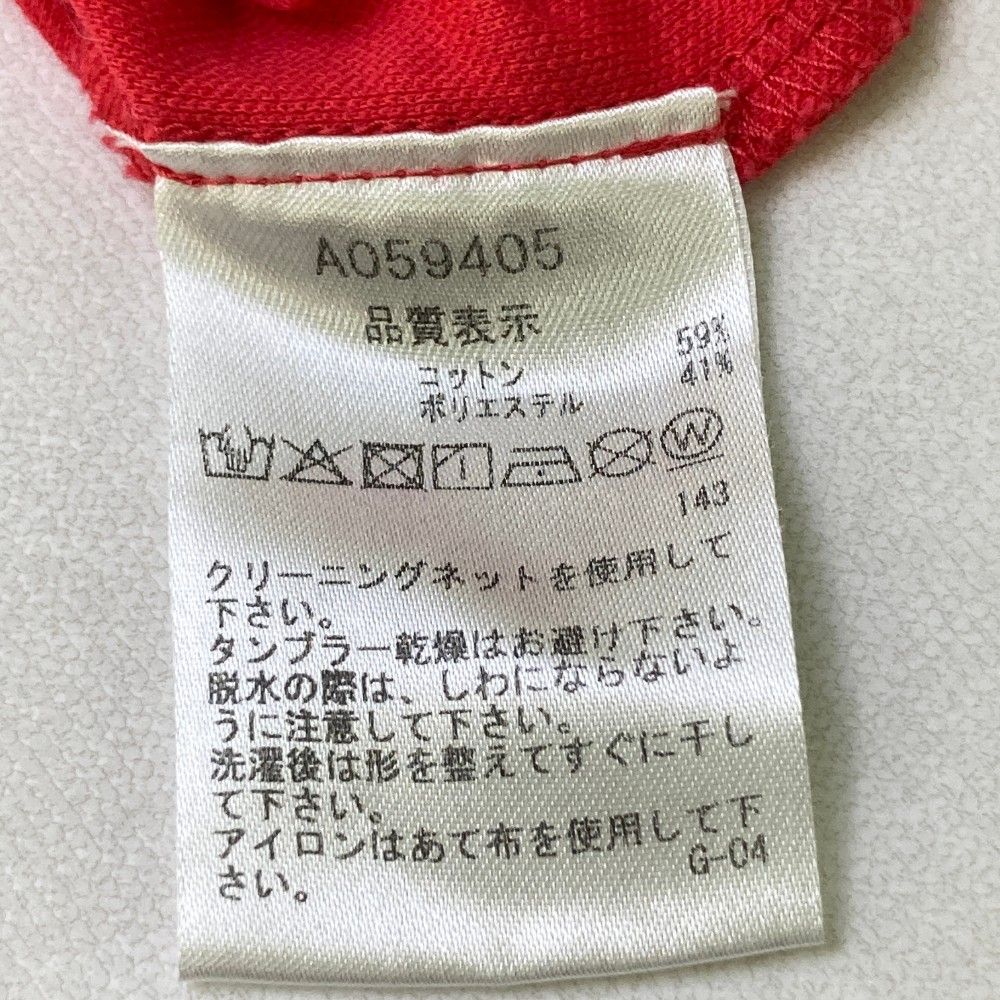 A059405
品質表示
コットン 59%
ポリエステル 41%
W
143
クリーニングネットを使用して
下さい。
タンブラー乾燥はお避け下さい。
脱水の際は、しわにならないよ
うに注意して下さい。
洗濯後は形を整えてすぐに干し
て下さい。
アイロンはあて布を使用して下
さい。
G-04